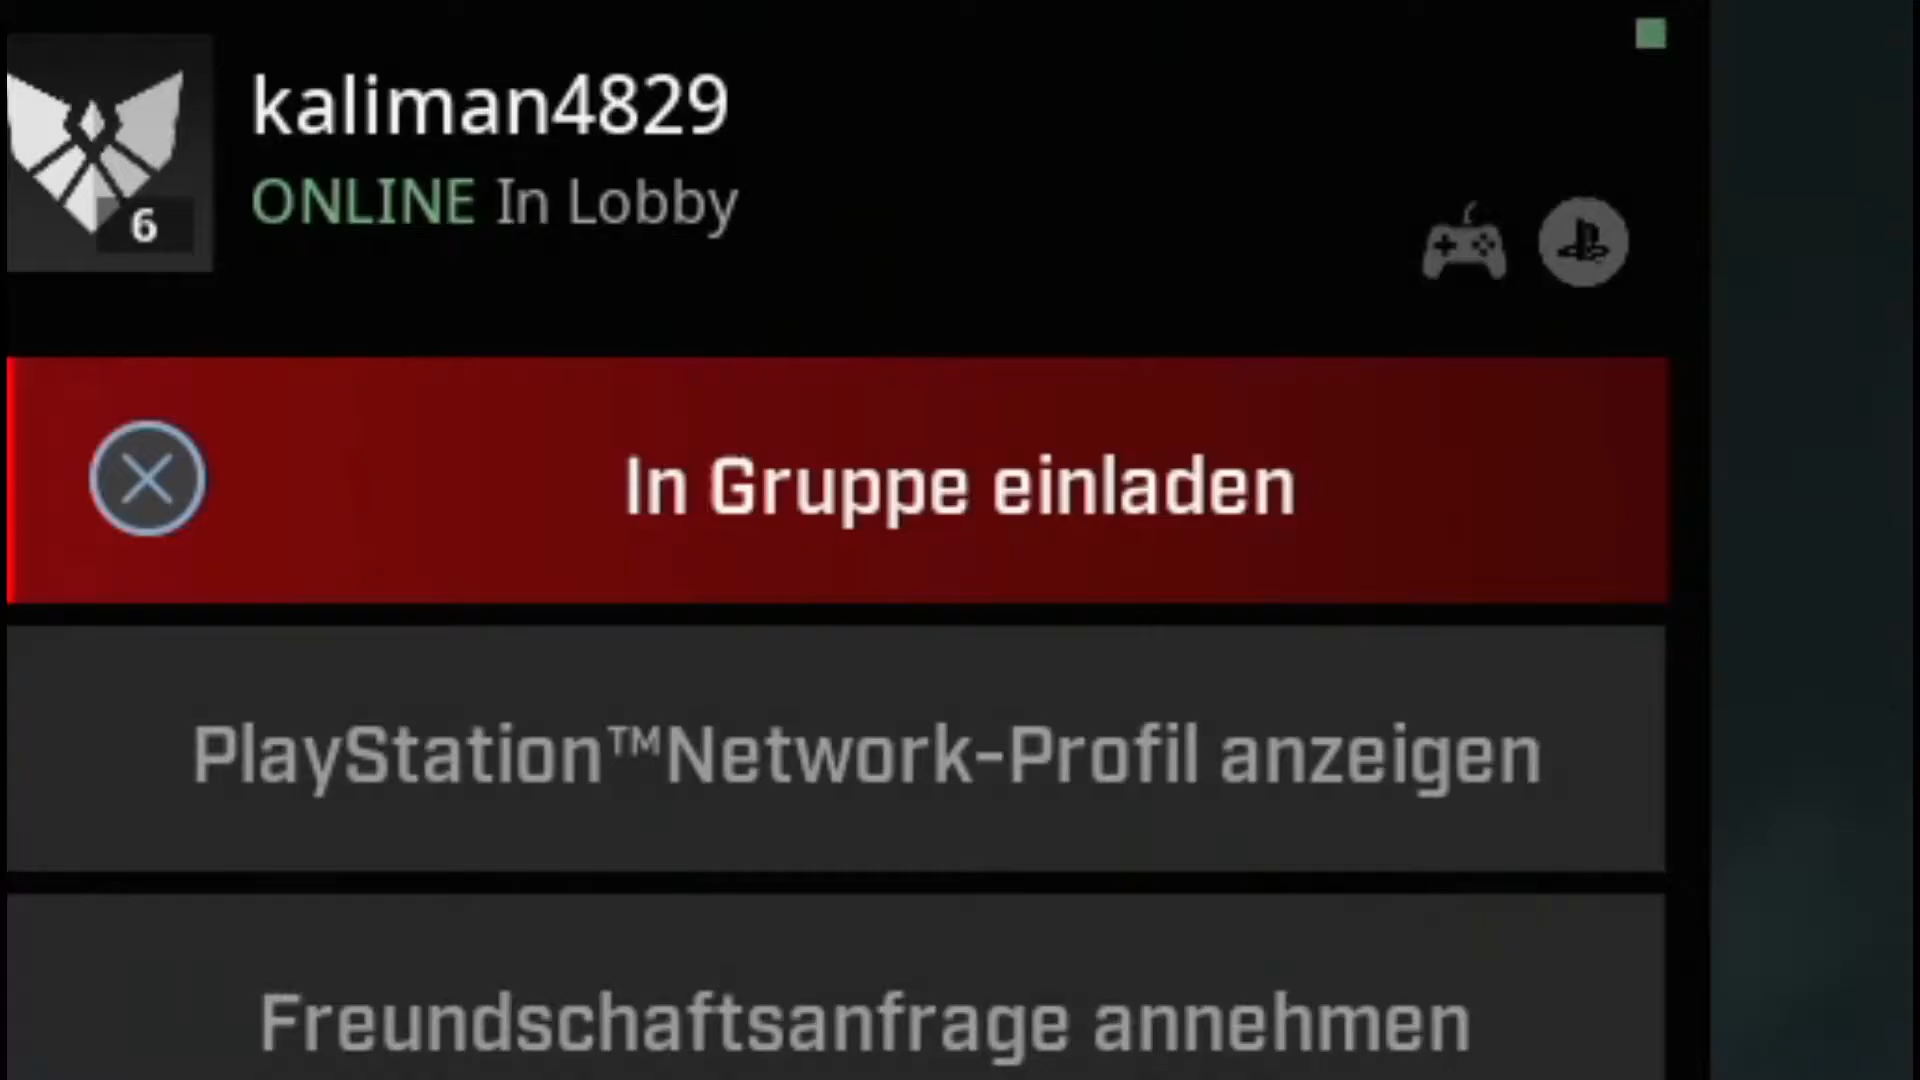 kaliman4829
ONLINE In Lobby
6
In Gruppe einladen
PlayStation™Network-Profil anzeigen
Freundschaftsanfrage annehmen